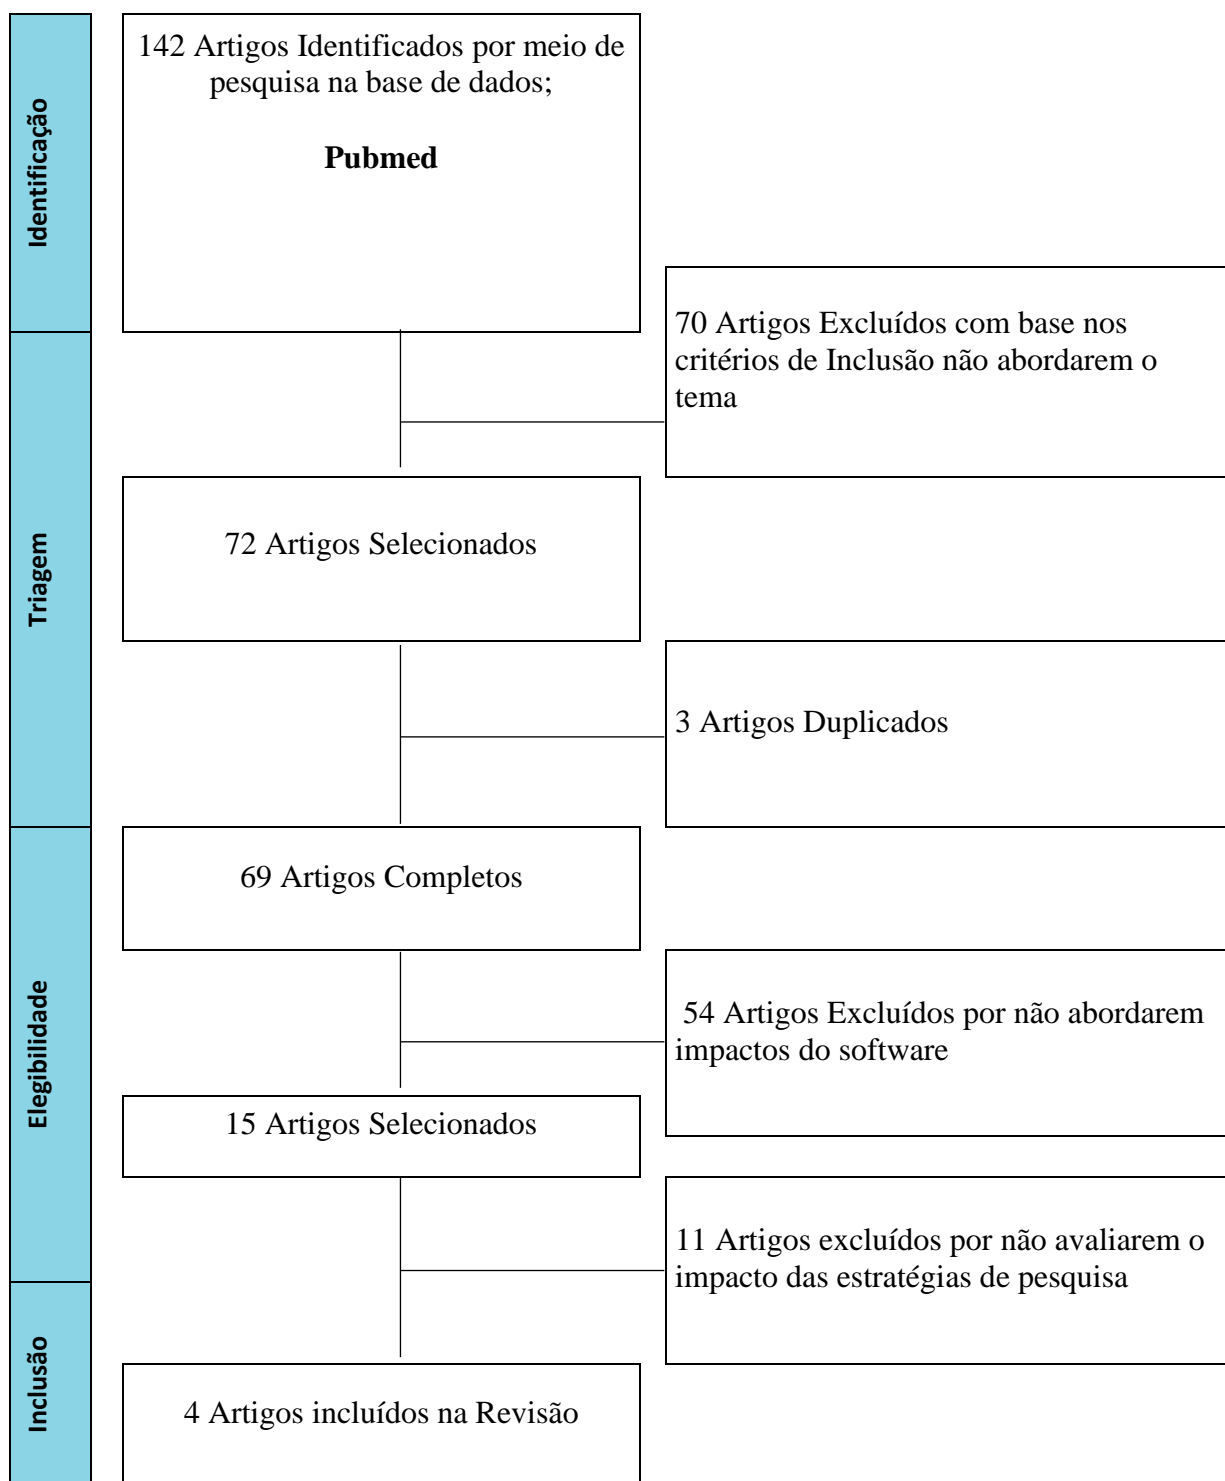 Identificação
142 Artigos Identificados por meio de
pesquisa na base de dados;
Pubmed
70 Artigos Excluídos com base nos
critérios de Inclusão não abordarem o
tema
Triagem
72 Artigos Selecionados
3 Artigos Duplicados
Elegibilidade
69 Artigos Completos
54 Artigos Excluídos por não abordarem
impactos do software
15 Artigos Selecionados
11 Artigos excluídos por não avaliarem o
impacto das estratégias de pesquisa
Inclusão
4 Artigos incluídos na Revisão